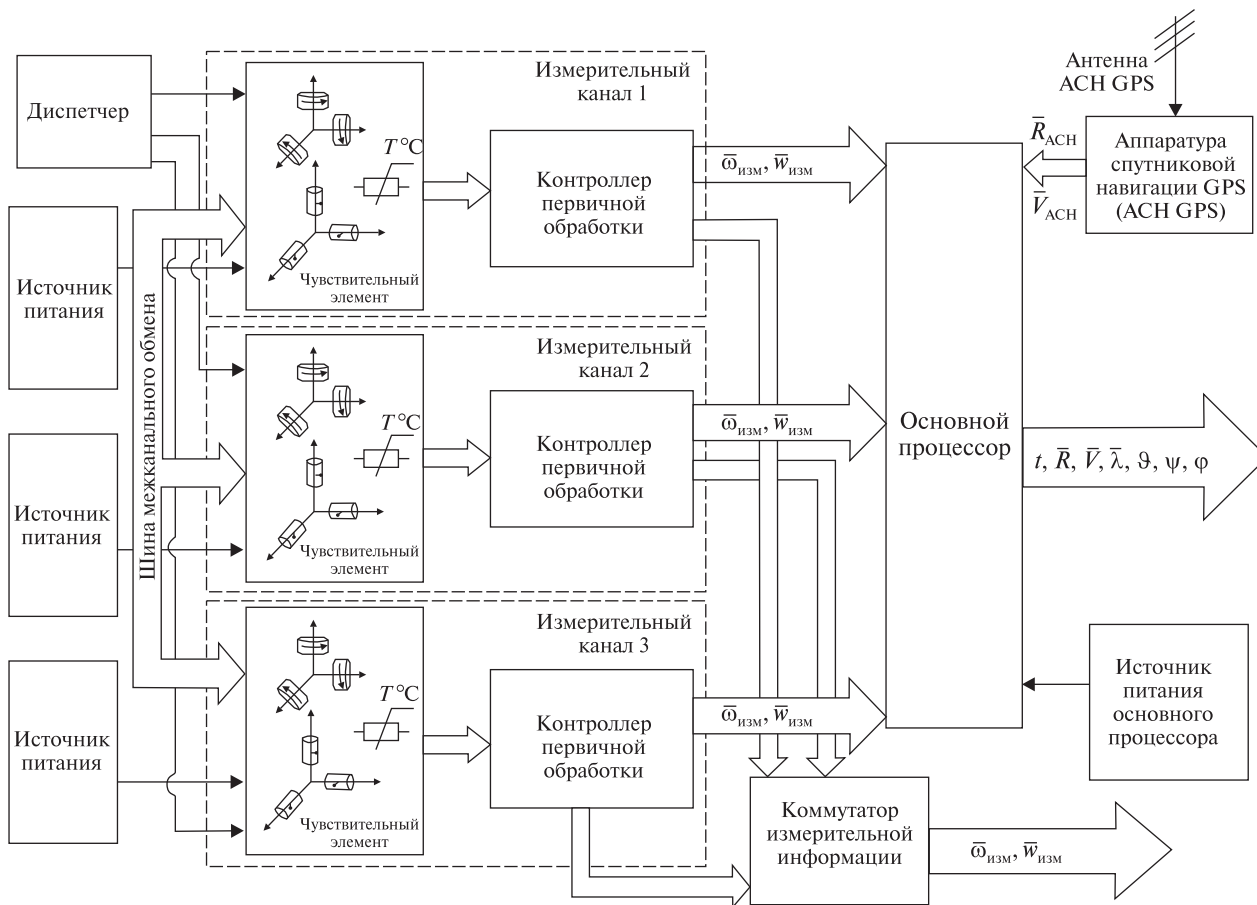 Диспетчер
Источник
питания
Источник
питания
Источник
питания
Шина межканального обмена
Измерительный
канал 1
T °C
Чувствительный
элемент
Контроллер
первичной
обработки
ω̅изм, w̅изм
Измерительный
канал 2
T °C
Чувствительный
элемент
Контроллер
первичной
обработки
ω̅изм, w̅изм
Измерительный
канал 3
T °C
Чувствительный
элемент
Контроллер
первичной
обработки
ω̅изм, w̅изм
Основной
процессор
Антенна
АСН GPS
R̅АСН
V̅АСН
Аппаратура
спутниковой
навигации GPS
(АСН GPS)
t, R̅, V̅, λ̅, ϑ, ψ, φ
Источник
питания
основного
процессора
Коммутатор
измерительной
информации
ω̅изм, w̅изм